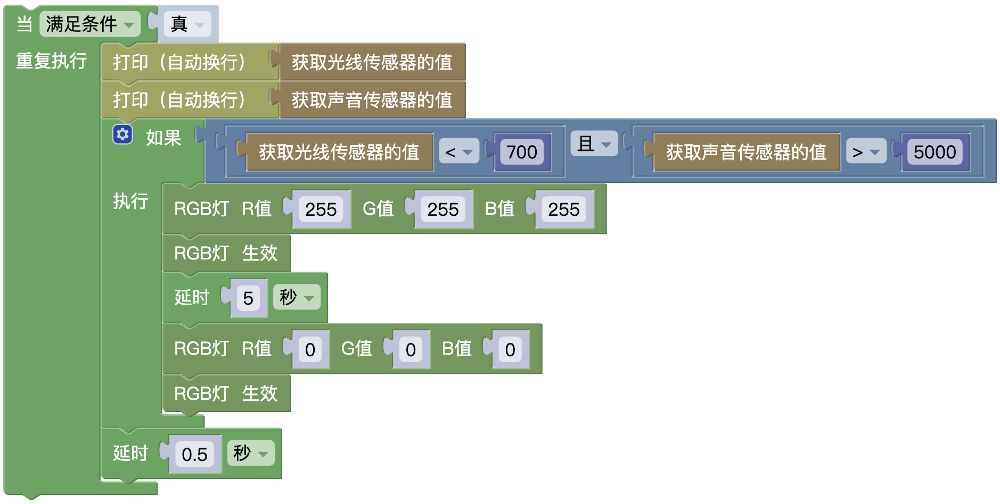 当 满足条件 真
重复执行 打印（自动换行） 获取光线传感器的值
打印（自动换行） 获取声音传感器的值
如果 获取光线传感器的值 < 700 且 获取声音传感器的值 > 5000
执行 RGB灯 R值 255 G值 255 B值 255
RGB灯 生效
延时 5 秒
RGB灯 R值 0 G值 0 B值 0
RGB灯 生效
延时 0.5 秒